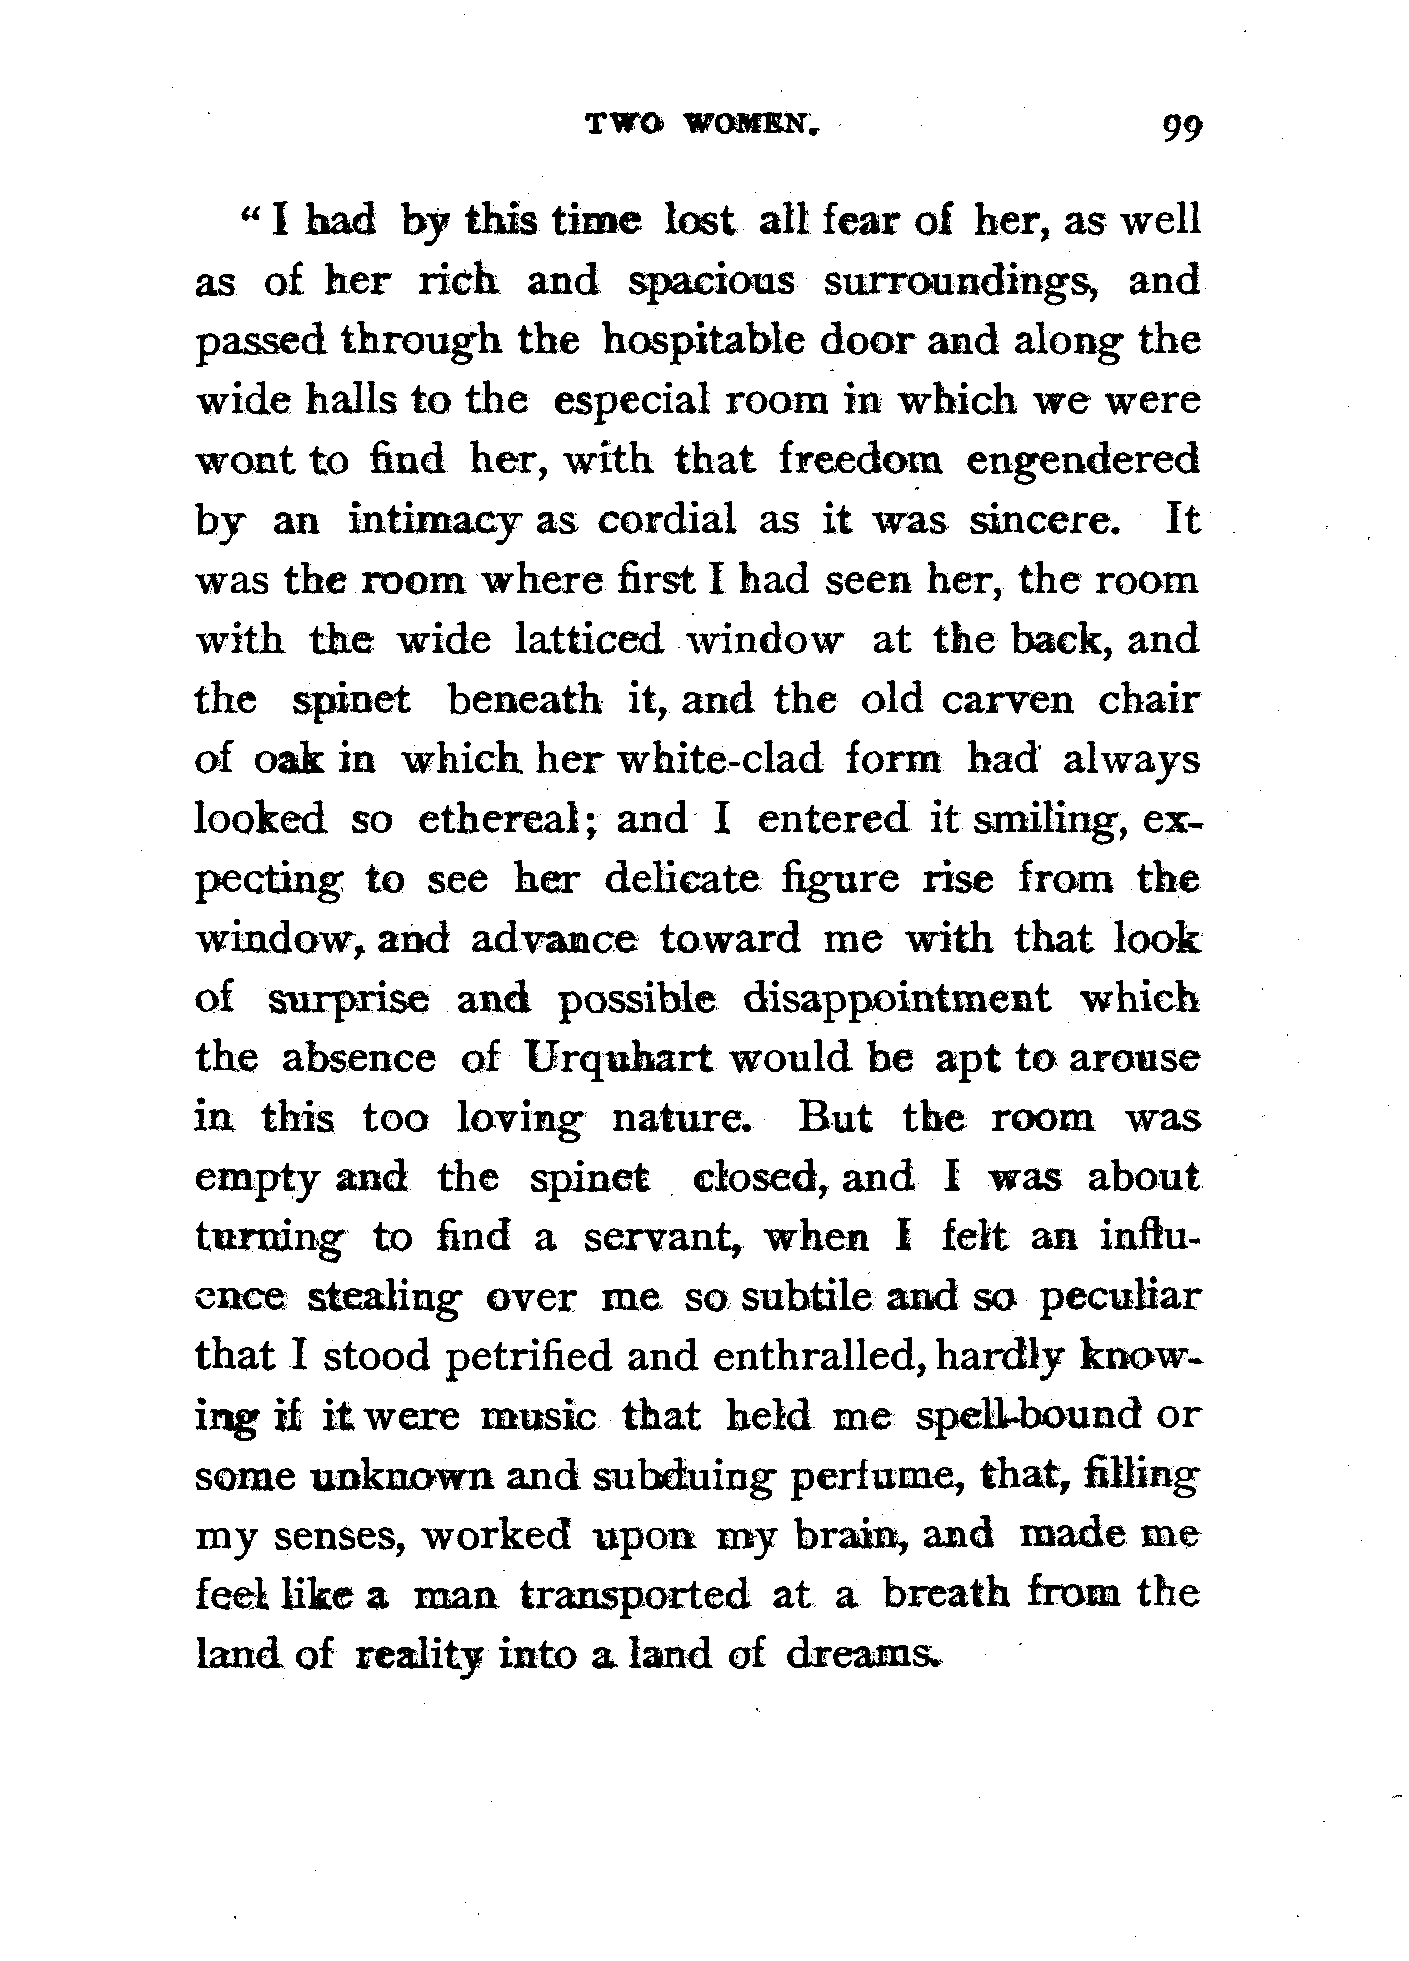 TWO WOMEN. 99
“ I had by this time lost all fear of her, as well
as of her rich and spacious surroundings, and
passed through the hospitable door and along the
wide halls to the especial room in which we were
wont to find her, with that freedom engendered
by an intimacy as cordial as it was sincere. It
was the room where first I had seen her, the room
with the wide latticed window at the back, and
the spinet beneath it, and the old carven chair
of oak in which her white-clad form had always
looked so ethereal; and I entered it smiling, ex-
pecting to see her delicate figure rise from the
window, and advance toward me with that look
of surprise and possible disappointment which
the absence of Urquhart would be apt to arouse
in this too loving nature. But the room was
empty and the spinet closed, and I was about
turning to find a servant, when I felt an influ-
ence stealing over me so subtile and so peculiar
that I stood petrified and enthralled, hardly know-
ing if it were music that held me spell-bound or
some unknown and subduing perfume, that, filling
my senses, worked upon my brain, and made me
feel like a man transported at a breath from the
land of reality into a land of dreams.